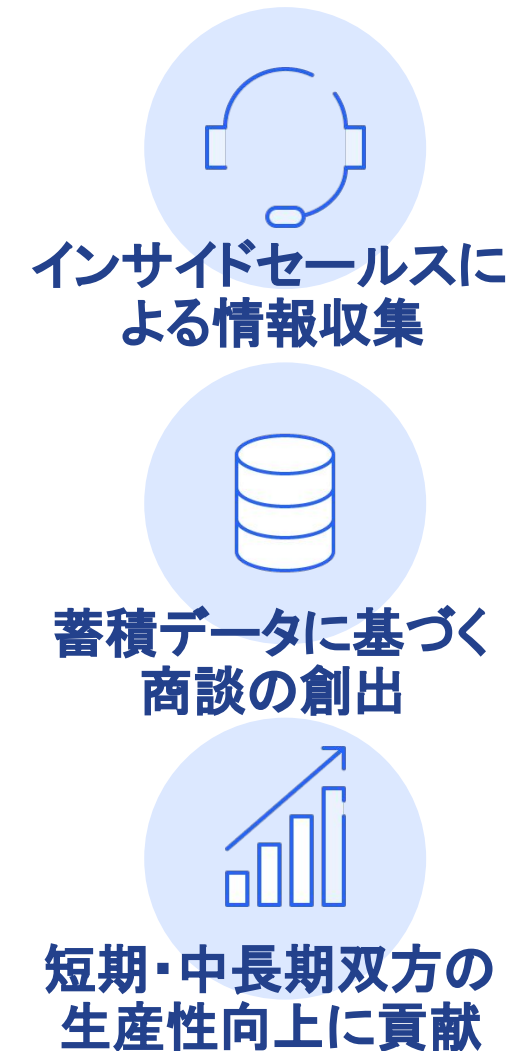 インサイドセールスに
よる情報収集
蓄積データに基づく
商談の創出
短期・中長期双方の
生産性向上に貢献